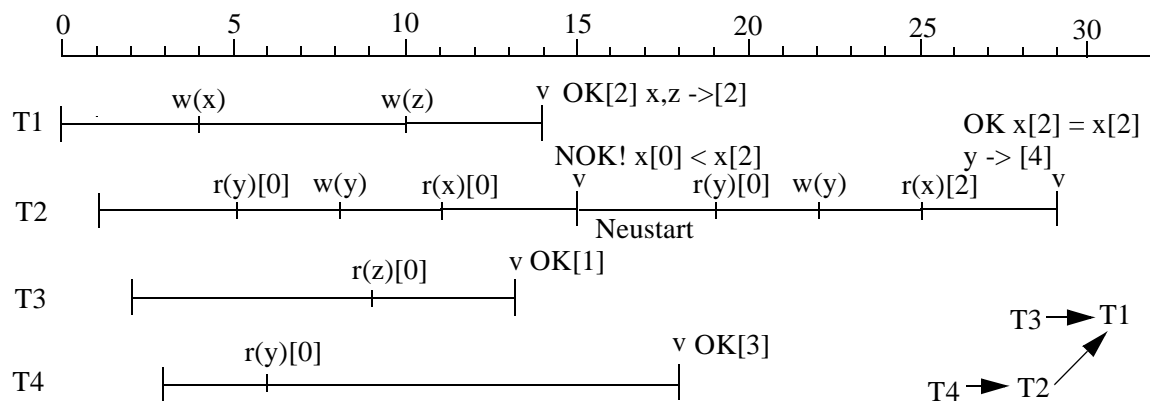 0 5 10 15 20 25 30
w(x) w(z) v OK[2] x,z ->[2]
T1
OK x[2] = x[2]
NOK! x[0] < x[2] y -> [4]
r(y)[0] w(y) r(x)[0] v r(y)[0] w(y) r(x)[2] v
T2
Neustart
r(z)[0] v OK[1]
T3
T3 T1
r(y)[0] v OK[3]
T4
T4 T2